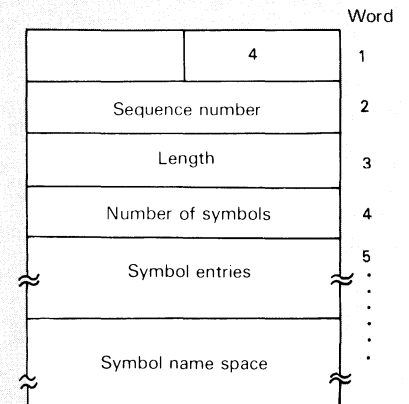 Word
4 1
Sequence number 2
Length 3
Number of symbols 4
5
Symbol entries
Symbol name space